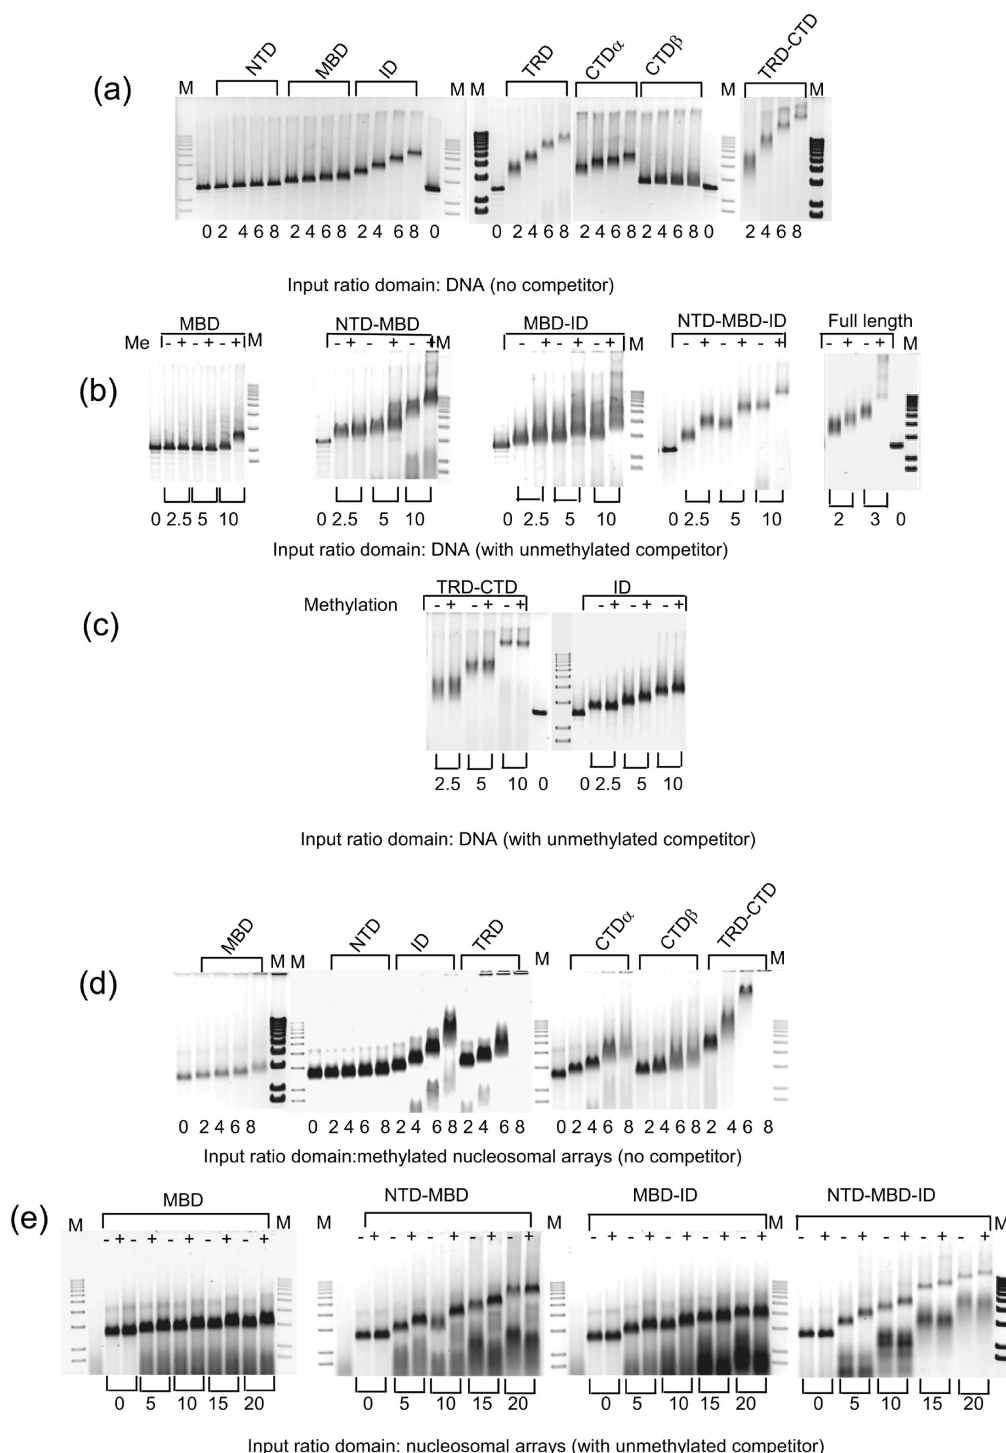 (a)
NTD MBD ID TRD CTDα CTDβ TRD-CTD
M M M M M
0 2 4 6 8 2 4 6 8 2 4 6 8 0 0 2 4 6 8 2 4 6 8 2 4 6 8 0 2 4 6 8
Input ratio domain: DNA (no competitor)
(b)
MBD NTD-MBD MBD-ID NTD-MBD-ID Full length
Me - + - + - + M - + - + - + M - + - + - + M - + - + - + - + - + M
0 2.5 5 10 0 2.5 5 10 0 2.5 5 10 0 2.5 5 10 2 3 0
Input ratio domain: DNA (with unmethylated competitor)
(c)
TRD-CTD ID
Methylation - + - + - + - + - + - +
2.5 5 10 0 0 2.5 5 10
Input ratio domain: DNA (with unmethylated competitor)
(d)
MBD NTD ID TRD CTDα CTDβ TRD-CTD
M M M M
0 2 4 6 8 0 2 4 6 8 2 4 6 8 2 4 6 8 0 2 4 6 8 2 4 6 8 2 4 6 8
Input ratio domain:methylated nucleosomal arrays (no competitor)
(e)
MBD NTD-MBD MBD-ID NTD-MBD-ID
M M M M M M
- + - + - + - + - + - + - + - + - + - + - + - + - + - + - + - + - + - + - + - +
0 5 10 15 20 0 5 10 15 20 0 5 10 15 20 0 5 10 15 20
Input ratio domain: nucleosomal arrays (with unmethylated competitor)